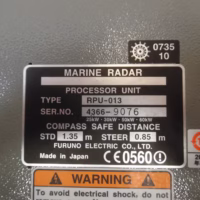 0735
10
MARINE RADAR
PROCESSOR UNIT
TYPE RPU-013
SER.NO. 4366-9076
COMPASS SAFE DISTANCE
STD 1.35 m STEER 0.85 m
FURUNO ELECTRIC CO., LTD.
Made in Japan CE0560
WARNING
To avoid electrical shock, do not